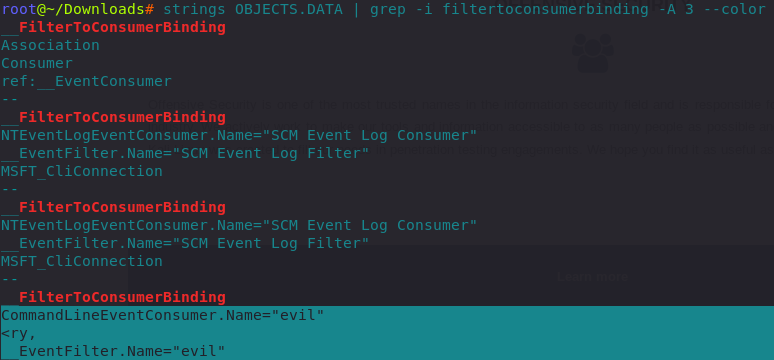 root@~/Downloads# strings OBJECTS.DATA | grep -i filtertoconsumerbinding -A 3 --color
__FilterToConsumerBinding
Association
Consumer
ref:__EventConsumer
--
__FilterToConsumerBinding
NTEventLogEventConsumer.Name="SCM Event Log Consumer"
__EventFilter.Name="SCM Event Log Filter"
MSFT_CliConnection
--
__FilterToConsumerBinding
NTEventLogEventConsumer.Name="SCM Event Log Consumer"
__EventFilter.Name="SCM Event Log Filter"
MSFT_CliConnection
--
__FilterToConsumerBinding
CommandLineEventConsumer.Name="evil"
<ry,
__EventFilter.Name="evil"